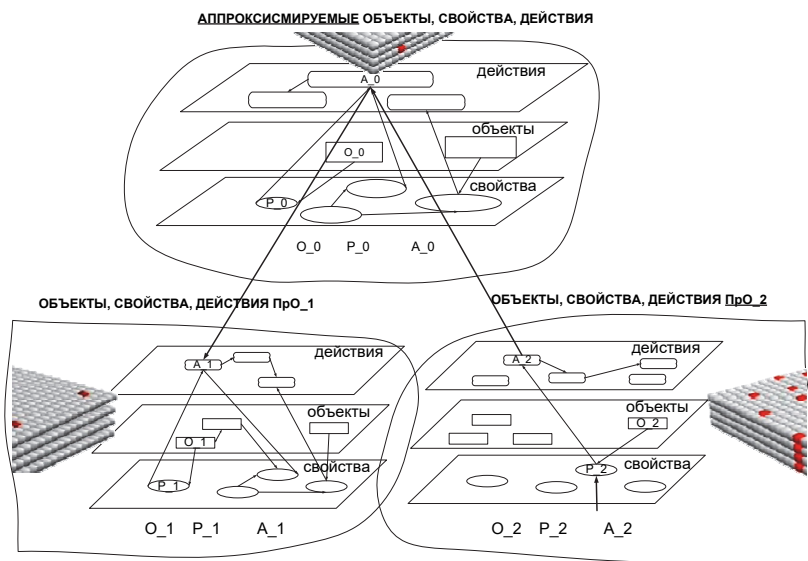 АППРОКСИСМИРУЕМЫЕ ОБЪЕКТЫ, СВОЙСТВА, ДЕЙСТВИЯ
действия
A_0
объекты
O_0
свойства
P_0
O_0 P_0 A_0
ОБЪЕКТЫ, СВОЙСТВА, ДЕЙСТВИЯ ПрО_1
действия
A_1
объекты
O_1
свойства
P_1
O_1 P_1 A_1
ОБЪЕКТЫ, СВОЙСТВА, ДЕЙСТВИЯ ПрО_2
действия
A_2
объекты
O_2
свойства
P_2
O_2 P_2 A_2